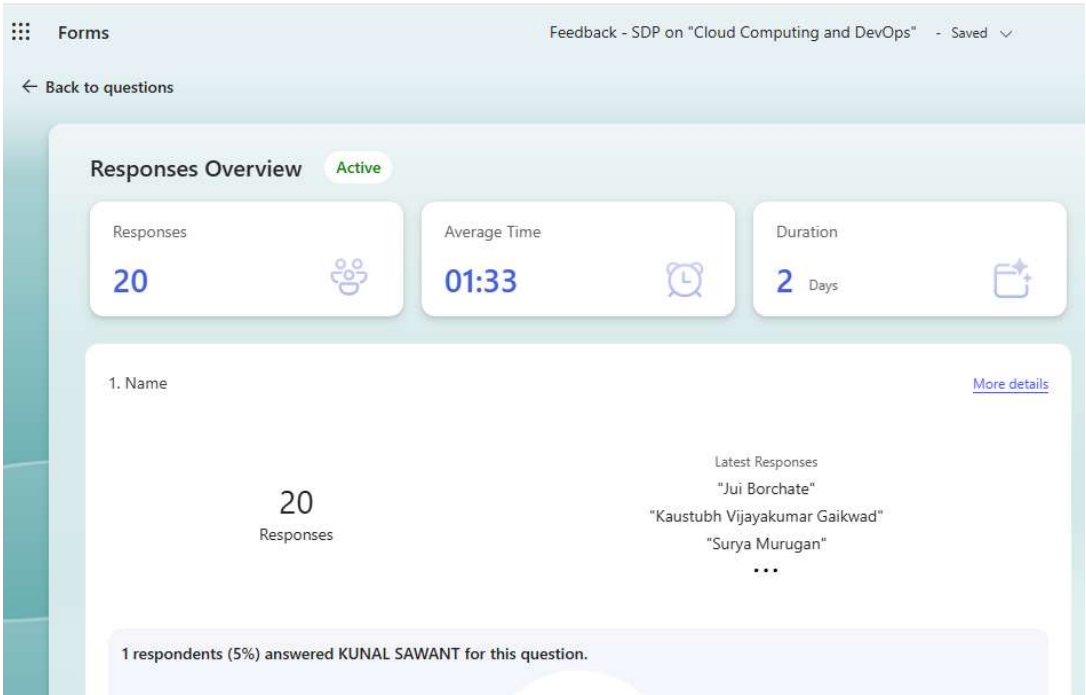 Forms
Feedback - SDP on "Cloud Computing and DevOps" - Saved
Back to questions
Responses Overview Active
Responses
20
Average Time
01:33
Duration
2 Days
1. Name
More details
20
Responses
Latest Responses
"Jui Borchate"
"Kaustubh Vijayakumar Gaikwad"
"Surya Murugan"
...
1 respondents (5%) answered KUNAL SAWANT for this question.